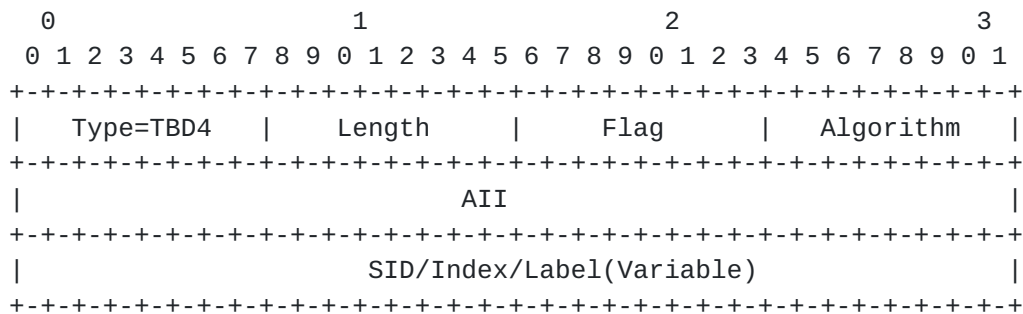 0                   1                   2                   3
 0 1 2 3 4 5 6 7 8 9 0 1 2 3 4 5 6 7 8 9 0 1 2 3 4 5 6 7 8 9 0 1
+-+-+-+-+-+-+-+-+-+-+-+-+-+-+-+-+-+-+-+-+-+-+-+-+-+-+-+-+-+-+-+-+
|   Type=TBD4   |    Length     |     Flag      |   Algorithm   |
+-+-+-+-+-+-+-+-+-+-+-+-+-+-+-+-+-+-+-+-+-+-+-+-+-+-+-+-+-+-+-+-+
|                            AII                                |
+-+-+-+-+-+-+-+-+-+-+-+-+-+-+-+-+-+-+-+-+-+-+-+-+-+-+-+-+-+-+-+-+
|                      SID/Index/Label(Variable)                |
+-+-+-+-+-+-+-+-+-+-+-+-+-+-+-+-+-+-+-+-+-+-+-+-+-+-+-+-+-+-+-+-+